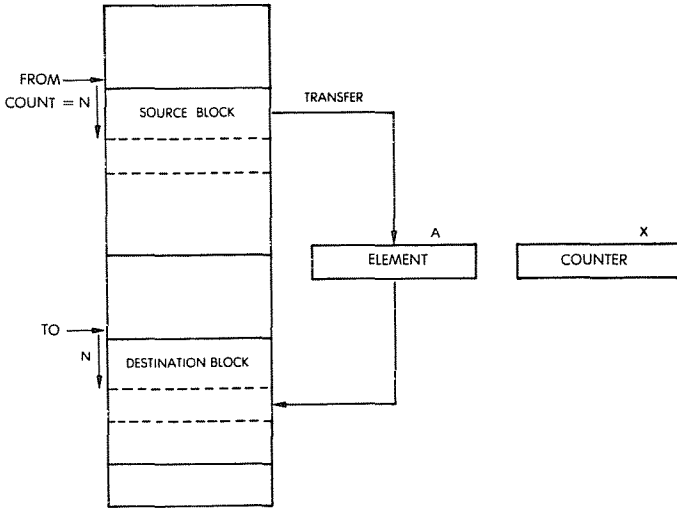 FROM
COUNT = N
SOURCE BLOCK
TRANSFER
A
X
ELEMENT
COUNTER
TO
N
DESTINATION BLOCK